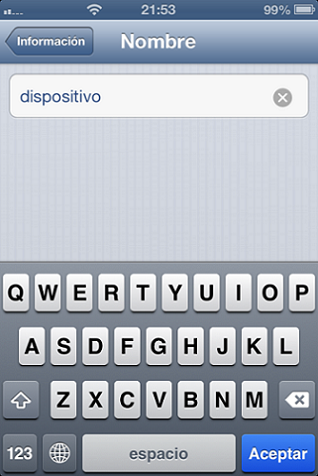 21:53
99%
Información
Nombre
dispositivo
Q W E R T Y U I O P
A S D F G H J K L
Z X C V B N M
123 espacio Aceptar